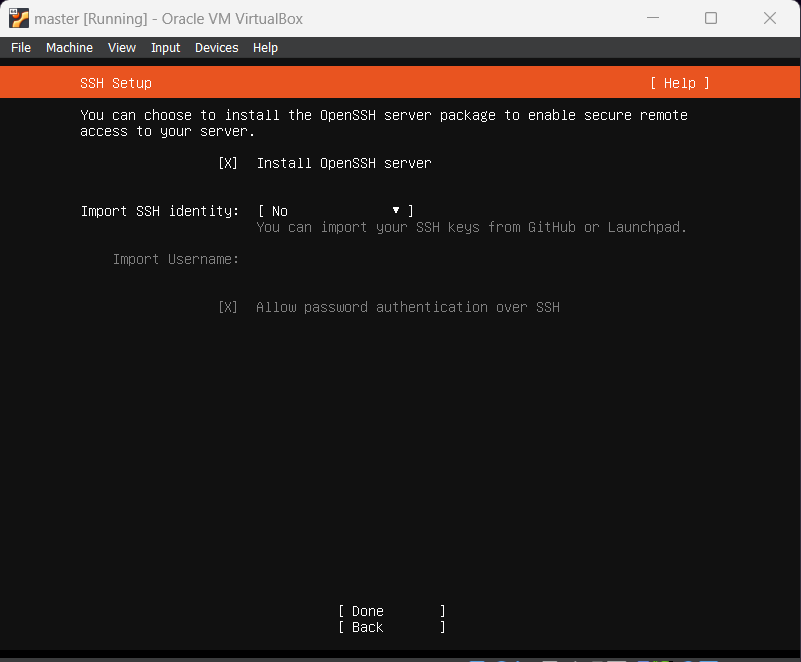 master [Running] - Oracle VM VirtualBox
File Machine View Input Devices Help
SSH Setup [ Help ]
You can choose to install the OpenSSH server package to enable secure remote
access to your server.
[X] Install OpenSSH server
Import SSH identity: [ No ▾ ]
You can import your SSH keys from GitHub or Launchpad.
Import Username:
[X] Allow password authentication over SSH
[ Done ]
[ Back ]